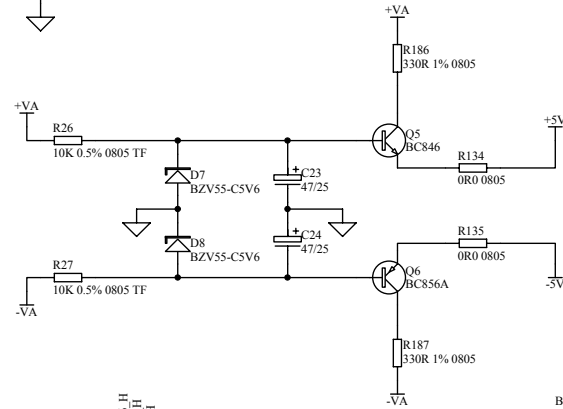 +VA
R186
330R 1% 0805
+VA
R26
10K 0.5% 0805 TF
Q5
BC846
+5V
R134
0R0 0805
D7
BZV55-C5V6
+
C23
47/25
D8
BZV55-C5V6
+
C24
47/25
R135
0R0 0805
R27
10K 0.5% 0805 TF
-VA
Q6
BC856A
-5V
R187
330R 1% 0805
-VA
B